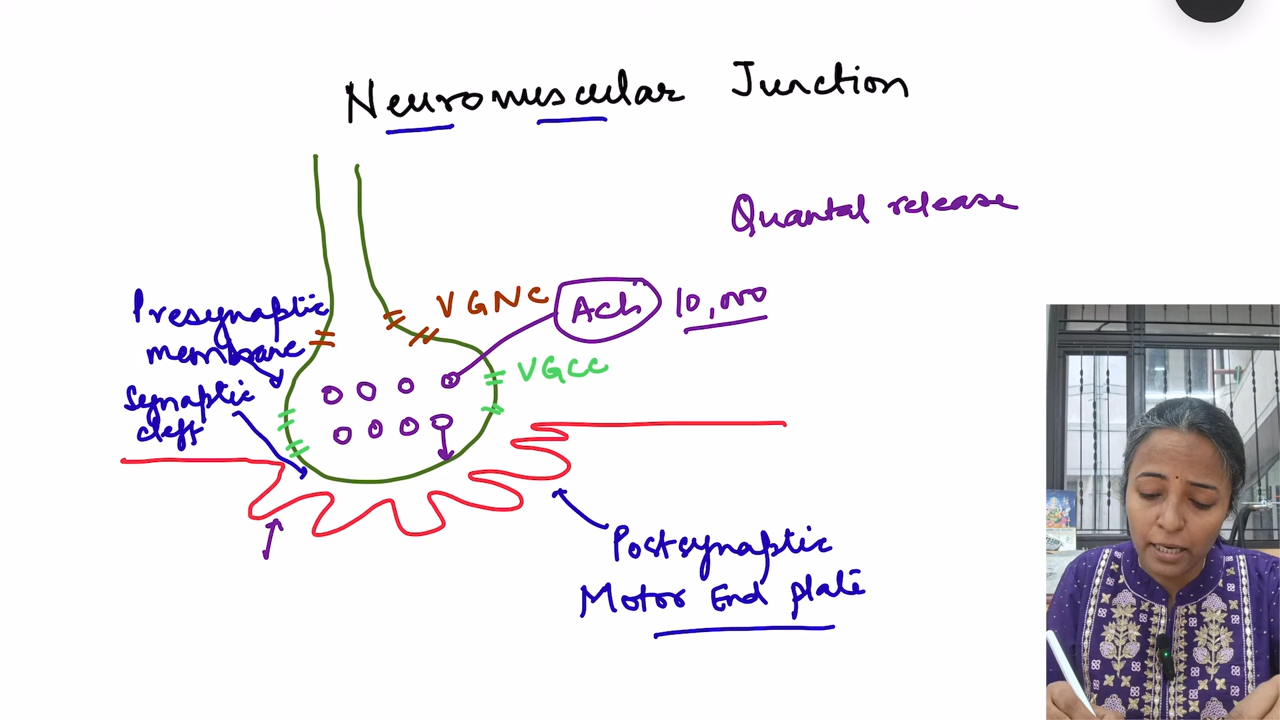 Neuromuscular Junction
Quantal release
Presynaptic
membrane
Synaptic
cleft
VGNC
Ach 10,000
VGCC
Postsynaptic
Motor End plate